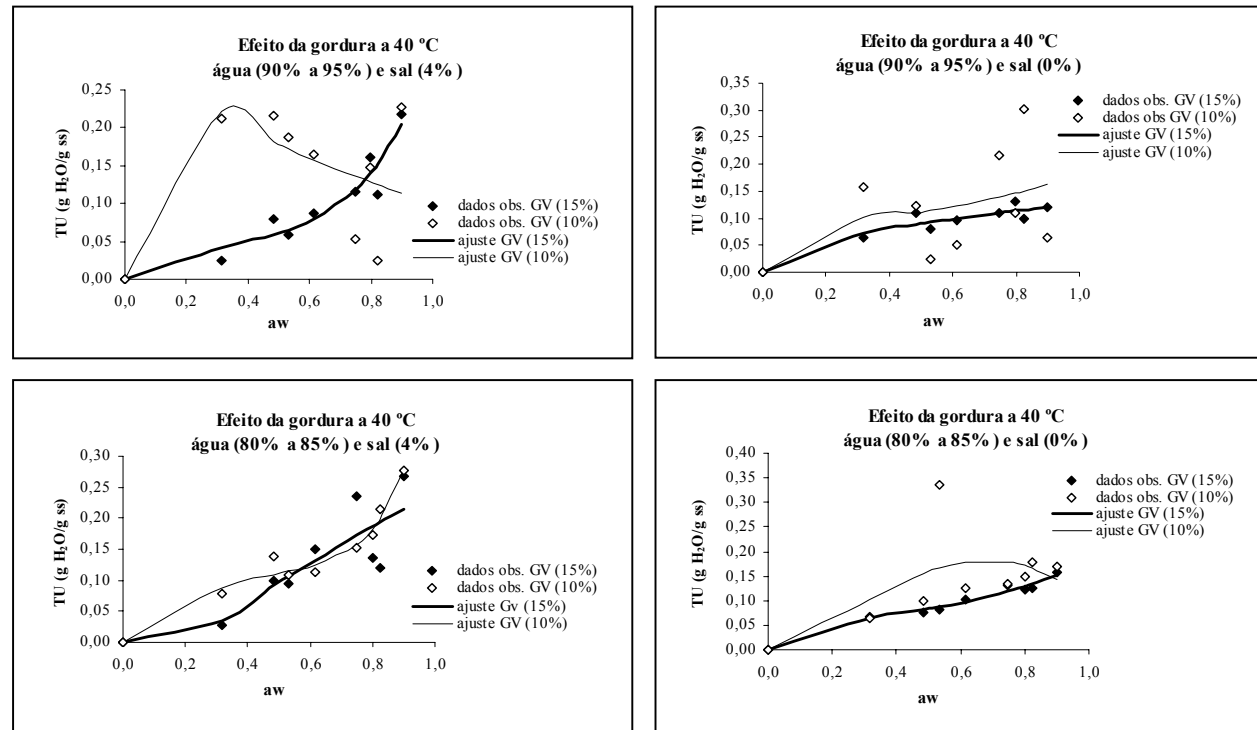 Efeito da gordura a 40 ºC
água (90% a 95%) e sal (4%)
TU (g H₂O/g ss)
0,25
0,20
0,15
0,10
0,05
0,00
0,0 0,2 0,4 0,6 0,8 1,0
aw
dados obs. GV (15%)
dados obs. GV (10%)
ajuste GV (15%)
ajuste GV (10%)
Efeito da gordura a 40 ºC
água (90% a 95%) e sal (0%)
TU (g H₂O/g ss)
0,35
0,30
0,25
0,20
0,15
0,10
0,05
0,00
0,0 0,2 0,4 0,6 0,8 1,0
aw
dados obs. GV (15%)
dados obs GV (10%)
ajuste GV (15%)
ajuste GV (10%)
Efeito da gordura a 40 ºC
água (80% a 85%) e sal (4%)
TU (g H₂O/g ss)
0,30
0,25
0,20
0,15
0,10
0,05
0,00
0,0 0,2 0,4 0,6 0,8 1,0
aw
dados obs. GV (15%)
dados obs. GV (10%)
ajuste Gv (15%)
ajuste GV (10%)
Efeito da gordura a 40 ºC
água (80% a 85%) e sal (0%)
TU (g H₂O/g ss)
0,40
0,35
0,30
0,25
0,20
0,15
0,10
0,05
0,00
0,0 0,2 0,4 0,6 0,8 1,0
aw
dados obs. GV (15%)
dados obs. GV (10%)
ajuste GV (15%)
ajuste GV (10%)